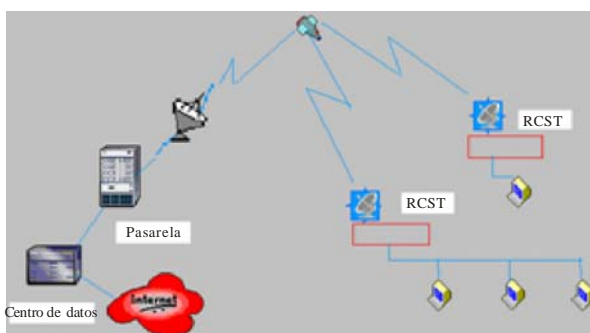 RCST
RCST
Pasarela
Centro de datos
Internet